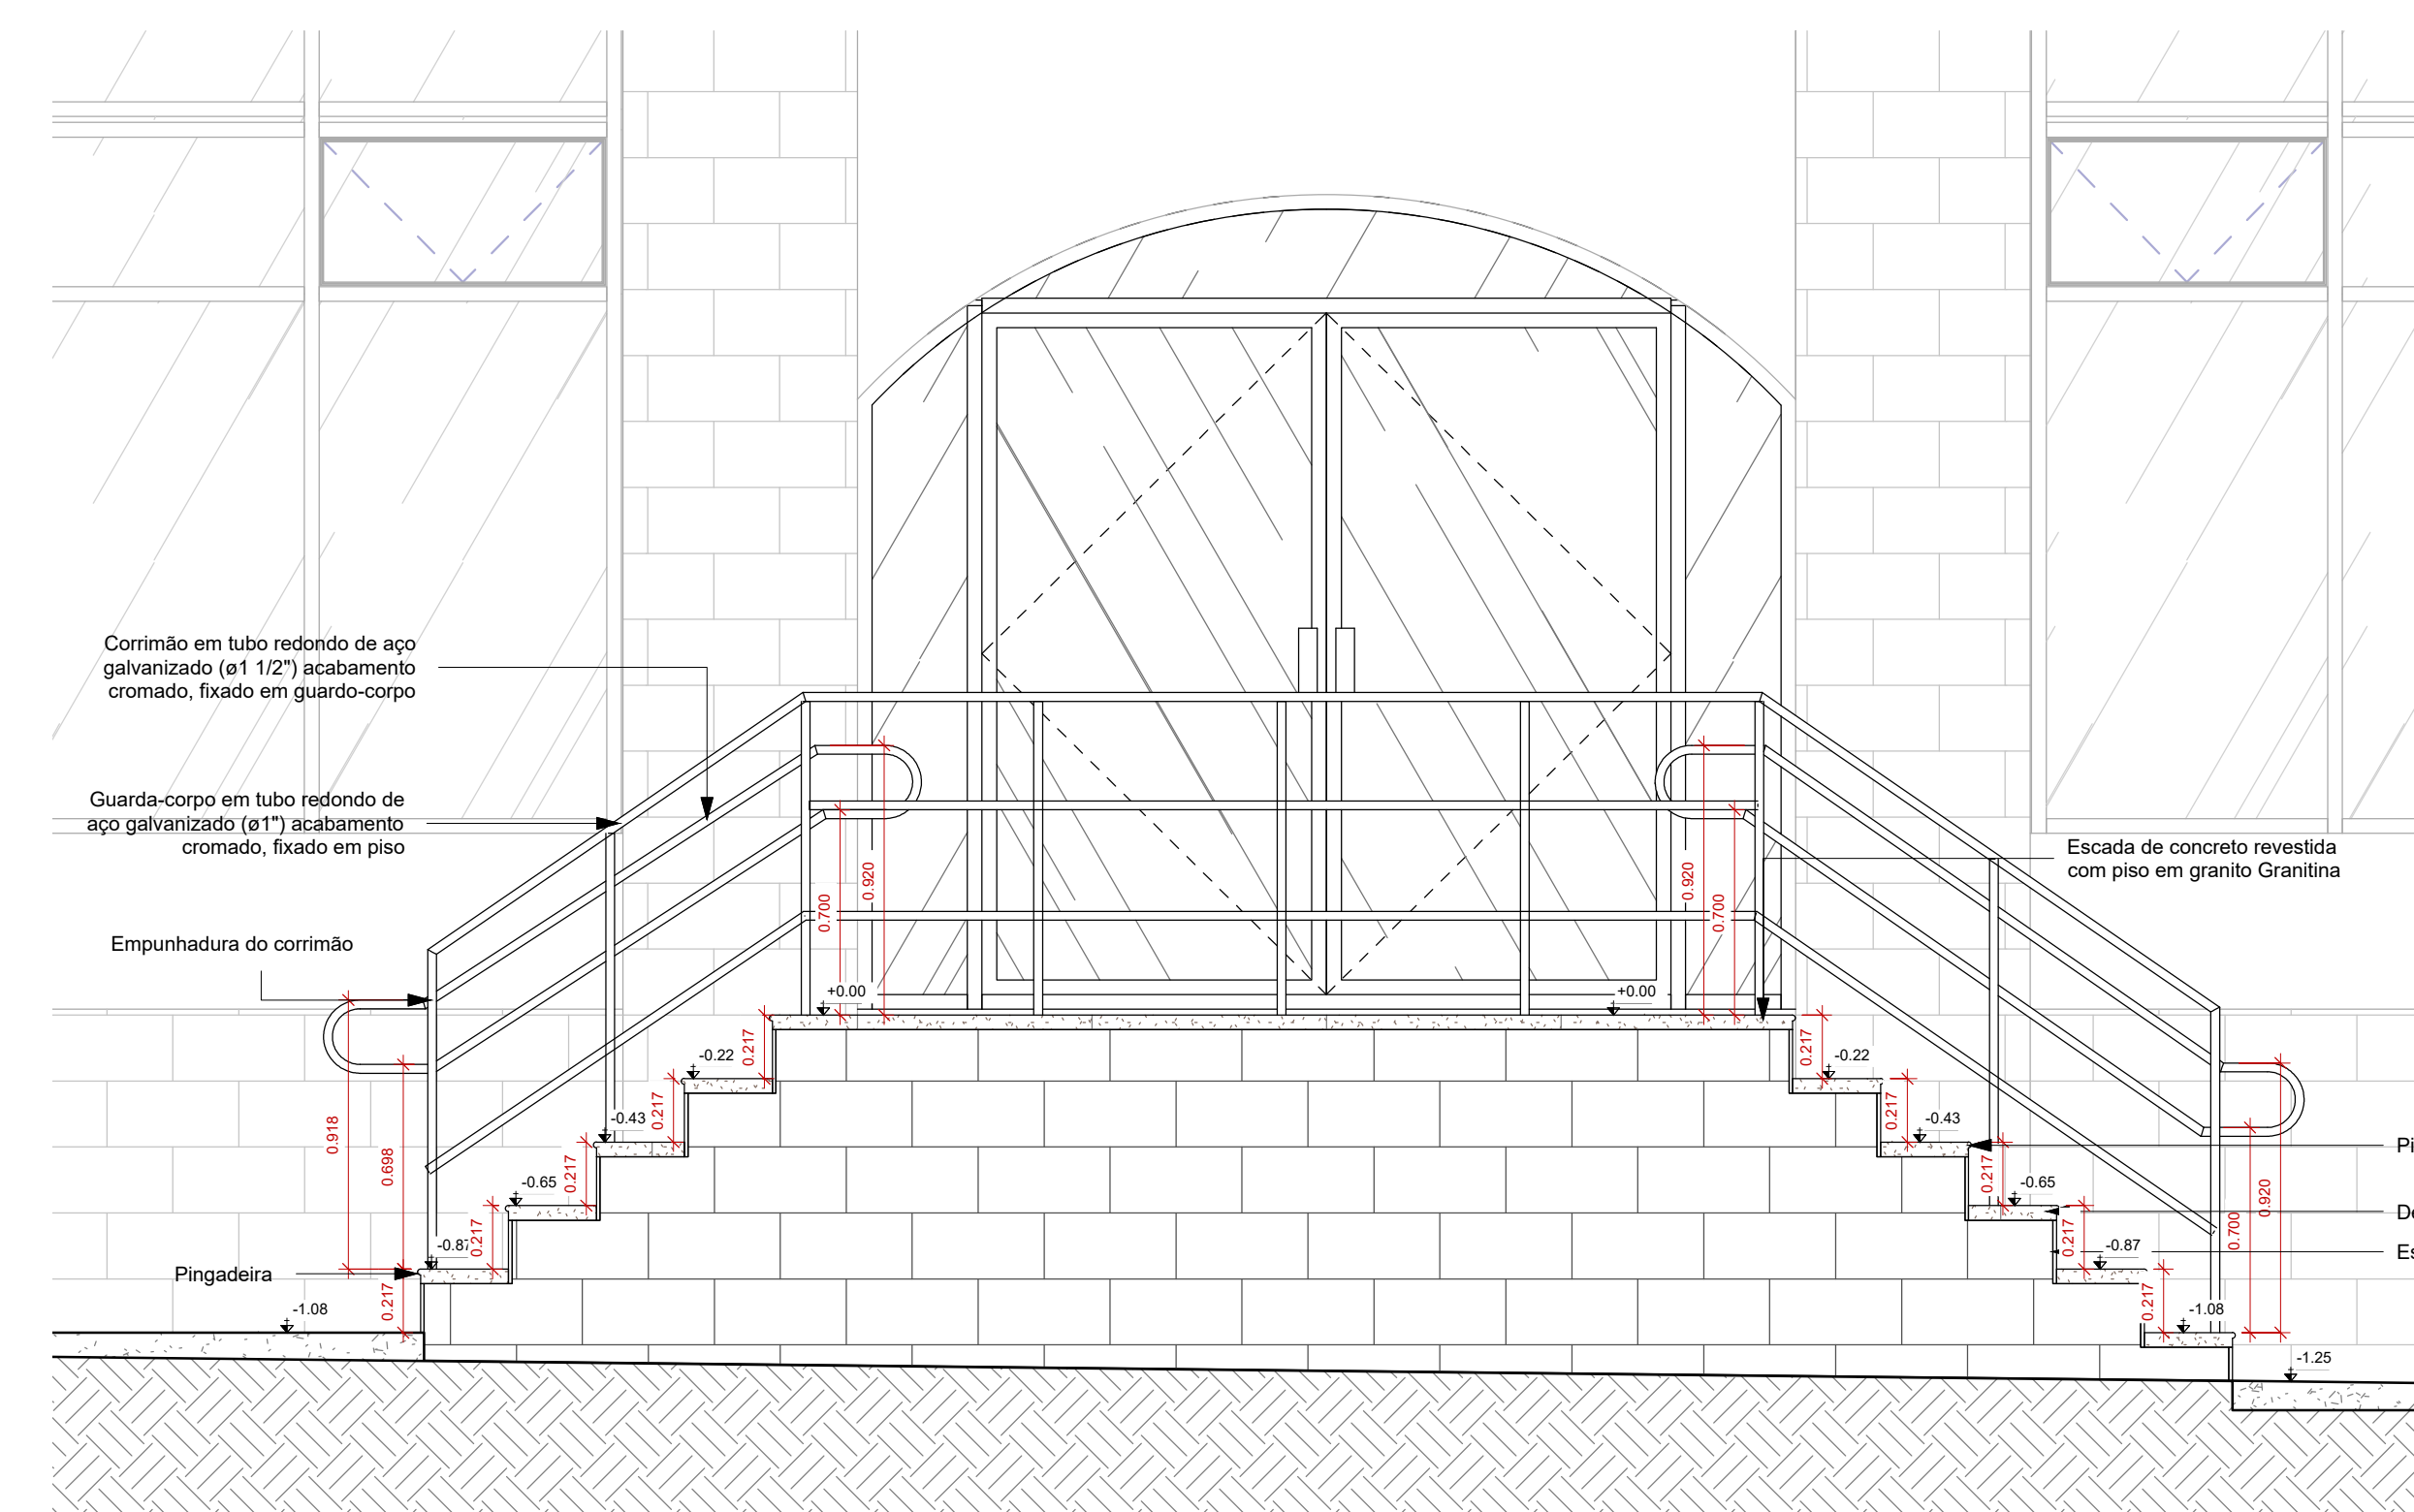 Corrimão em tubo redondo de aço
galvanizado (ø1 1/2") acabamento
cromado, fixado em guardo-corpo
Guarda-corpo em tubo redondo de
aço galvanizado (ø1") acabamento
cromado, fixado em piso
Escada de concreto revestida
com piso em granito Granitina
0.920
0.700
0.920
0.700
Empunhadura do corrimão
+0.00
+0.00
0.217
-0.22
0.217
-0.22
0.217
-0.43
0.217
-0.43
0.918
0.698
0.217
-0.65
0.217
-0.65
Pi
0.920
0.700
De
0.217
-0.87
0.217
-0.87
Es
Pingadeira
0.217
-1.08
0.217
-1.08
-1.25